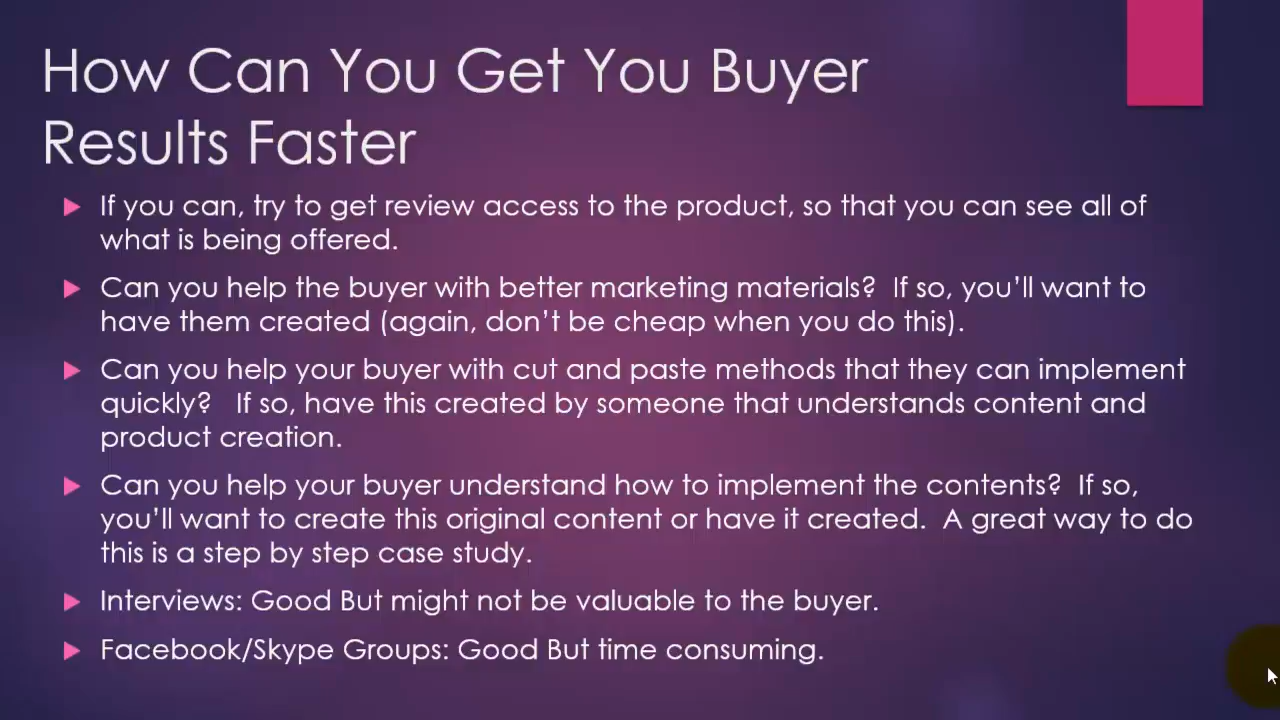 How Can You Get You Buyer
Results Faster
If you can, try to get review access to the product, so that you can see all of
what is being offered.
Can you help the buyer with better marketing materials?  If so, you’ll want to
have them created (again, don’t be cheap when you do this).
Can you help your buyer with cut and paste methods that they can implement
quickly?   If so, have this created by someone that understands content and
product creation.
Can you help your buyer understand how to implement the contents?  If so,
you’ll want to create this original content or have it created.  A great way to do
this is a step by step case study.
Interviews: Good But might not be valuable to the buyer.
Facebook/Skype Groups: Good But time consuming.